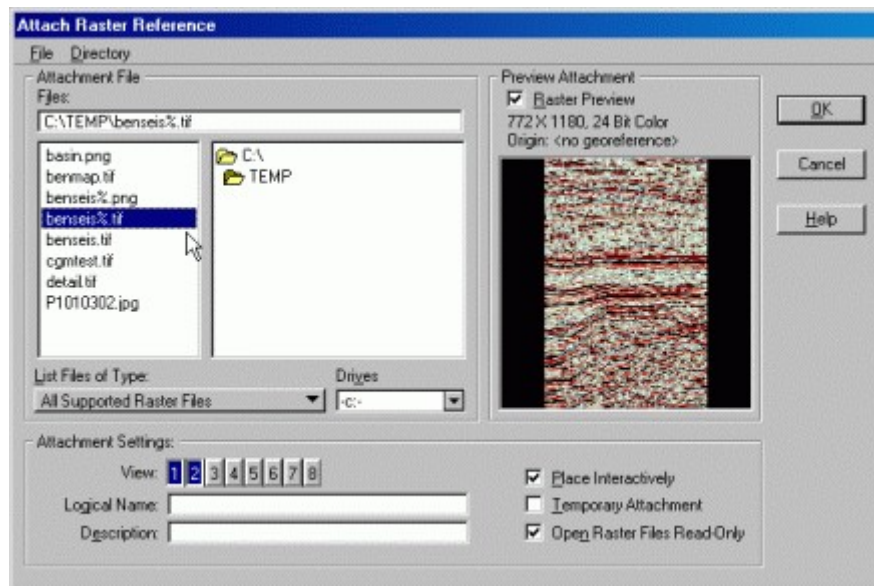 Attach Raster Reference
File Directory
Attachment File
Files:
C:\TEMP\benseis%.tif
basin.png
benmap.tif
benseis%.png
benseis%.tif
benseis.tif
cgmtest.tif
detail.tif
P1010302.jpg
C:\
TEMP
List Files of Type:
All Supported Raster Files
Drives
-c:-
Preview Attachment
Raster Preview
772 X 1180, 24 Bit Color
Origin: <no georeference>
OK
Cancel
Help
Attachment Settings:
View: 1 2 3 4 5 6 7 8
Logical Name:
Description:
Place Interactively
Temporary Attachment
Open Raster Files Read-Only